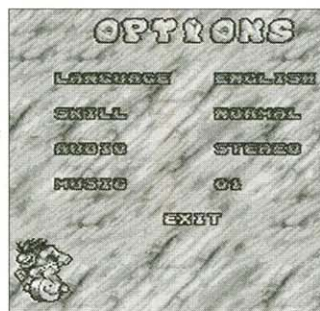 OPTIONS
LANGUAGE ENGLISH
SKILL NORMAL
AUDIO STEREO
MUSIC 01
EXIT